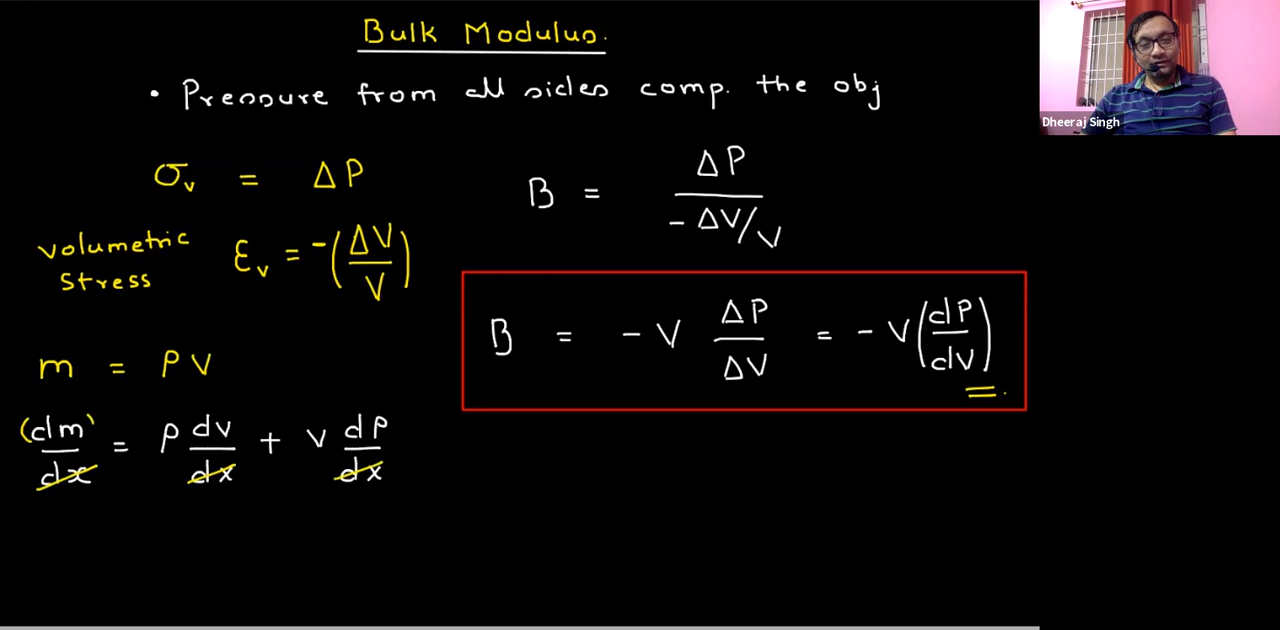 Bulk Modulus.
• Pressure from all sides comp. the obj
Dheeraj Singh
σᵥ = ΔP
B = ΔP / (-ΔV/V)
Volumetric
Stress
εᵥ = -(ΔV/V)
B = -V ΔP/ΔV = -V (dP/dV)
m = ρV
(dm)/dx = ρ dv/dx + V dρ/dx